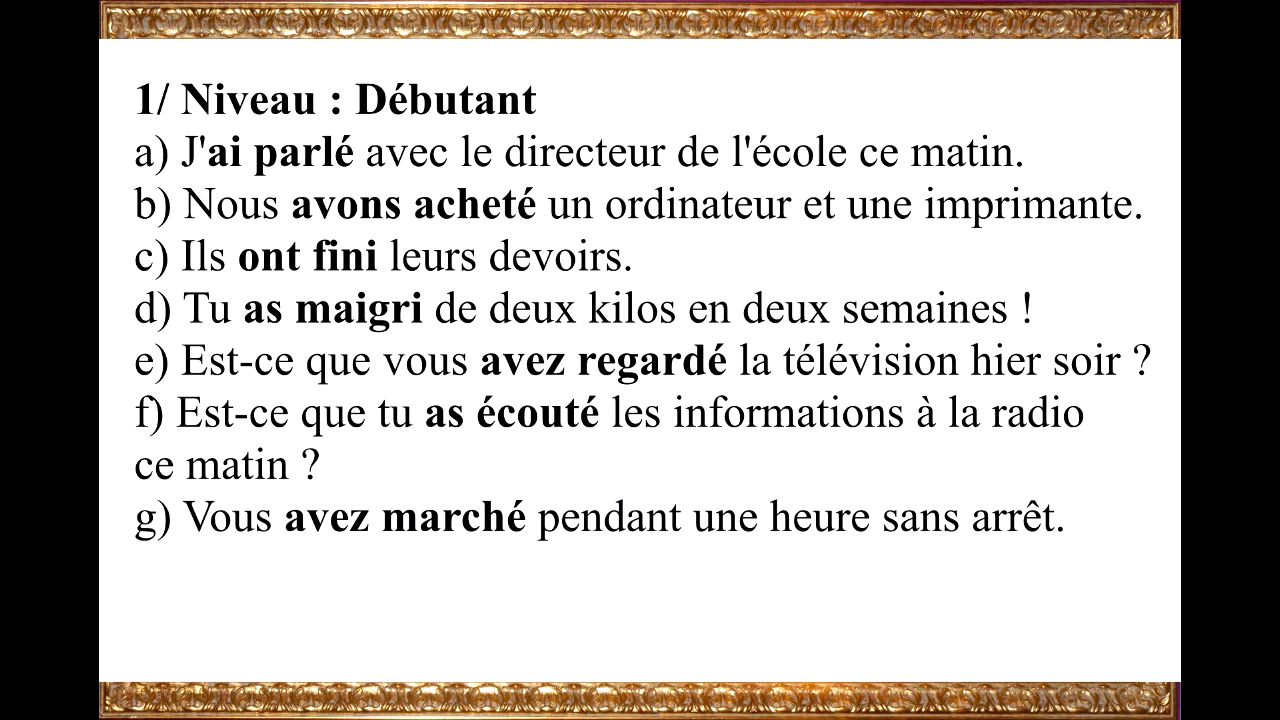 1/ Niveau : Débutant
a) J'ai parlé avec le directeur de l'école ce matin.
b) Nous avons acheté un ordinateur et une imprimante.
c) Ils ont fini leurs devoirs.
d) Tu as maigri de deux kilos en deux semaines !
e) Est-ce que vous avez regardé la télévision hier soir ?
f) Est-ce que tu as écouté les informations à la radio
ce matin ?
g) Vous avez marché pendant une heure sans arrêt.